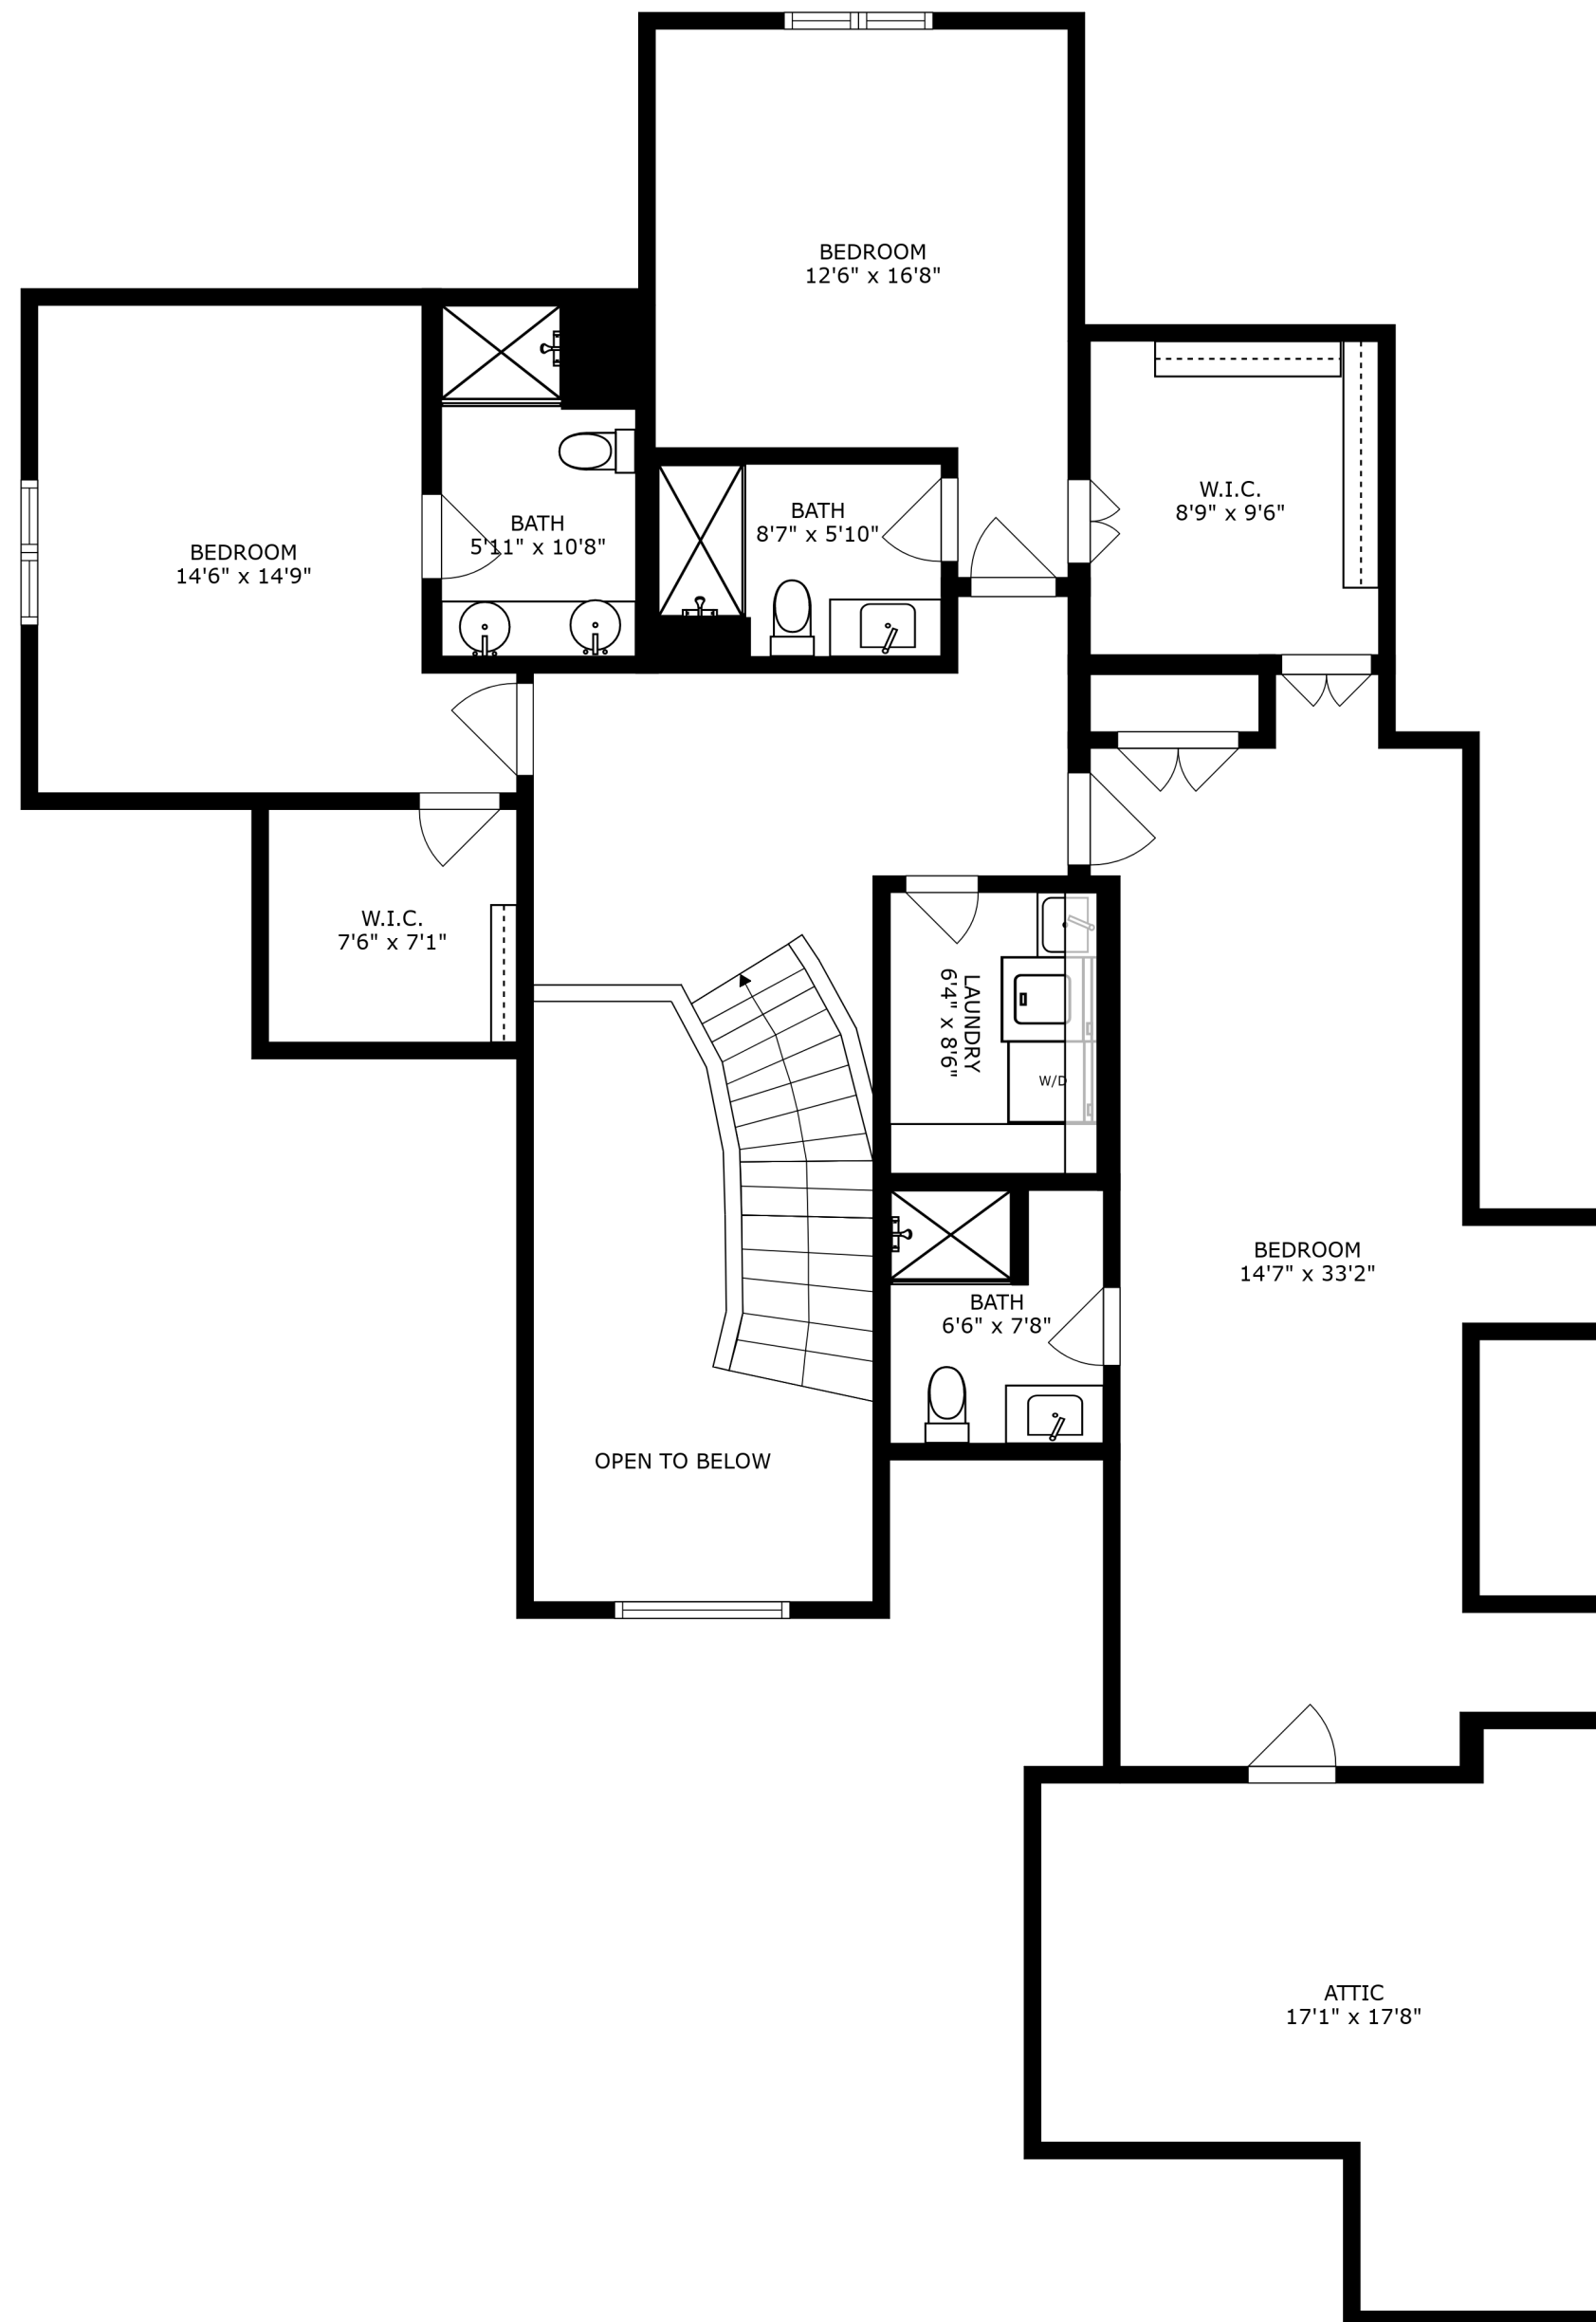 BEDROOM
12'6" x 16'8"
W.I.C.
8'9" x 9'6"
BATH
8'7" x 5'10"
BATH
5'11" x 10'8"
BEDROOM
14'6" x 14'9"
W.I.C.
7'6" x 7'1"
LAUNDRY
6'4" x 8'6"
W/D
BEDROOM
14'7" x 33'2"
BATH
6'6" x 7'8"
OPEN TO BELOW
ATTIC
17'1" x 17'8"